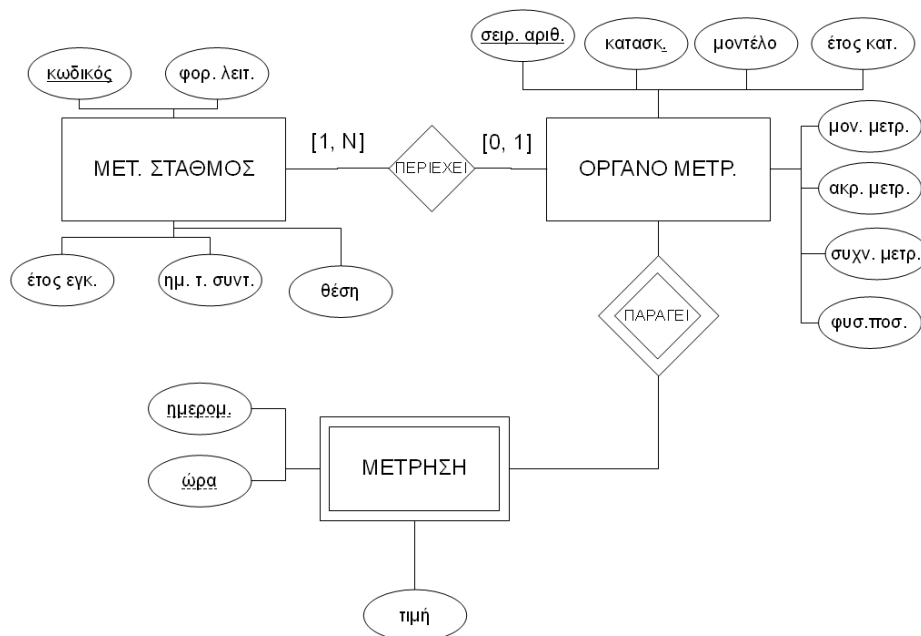 σειρ. αριθ.
κατασκ.
μοντέλο
έτος κατ.
κωδικός
φορ. λειτ.
ΜΕΤ. ΣΤΑΘΜΟΣ
[1, N]
ΠΕΡΙΕΧΕΙ
[0, 1]
ΟΡΓΑΝΟ ΜΕΤΡ.
μον. μετρ.
ακρ. μετρ.
συχν. μετρ.
φυσ.ποσ.
έτος εγκ.
ημ. τ. συντ.
θέση
ΠΑΡΑΓΕΙ
ημερομ.
ώρα
ΜΕΤΡΗΣΗ
τιμή